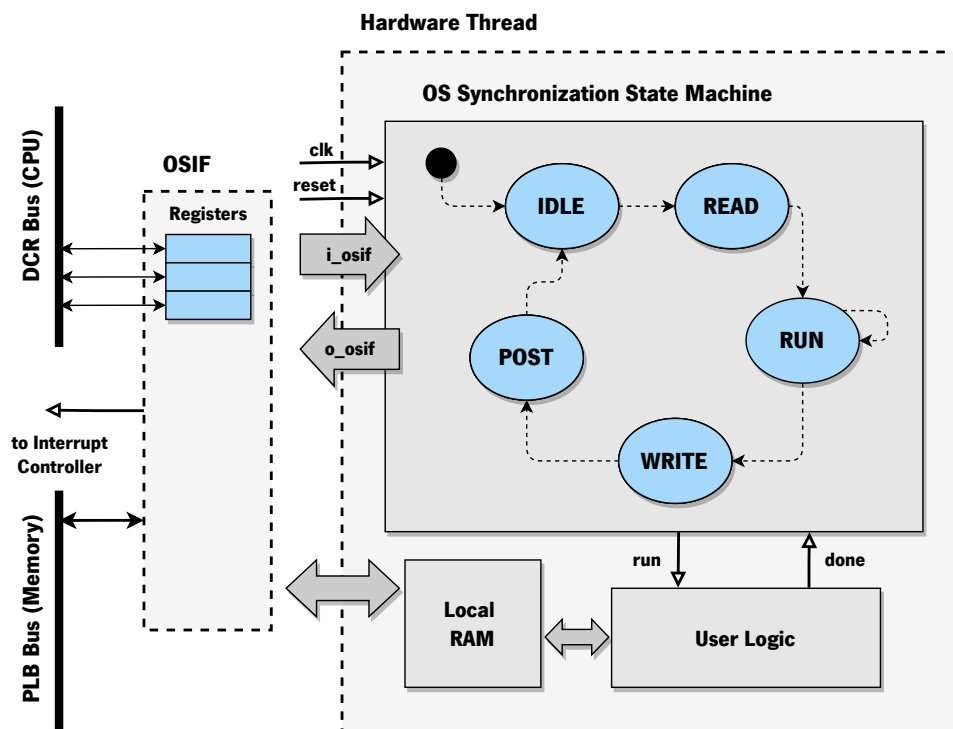 Hardware Thread
OS Synchronization State Machine
DCR Bus (CPU)
OSIF
Registers
clk
reset
i_osif
o_osif
IDLE
READ
RUN
POST
WRITE
to Interrupt
Controller
PLB Bus (Memory)
run
done
Local
RAM
User Logic